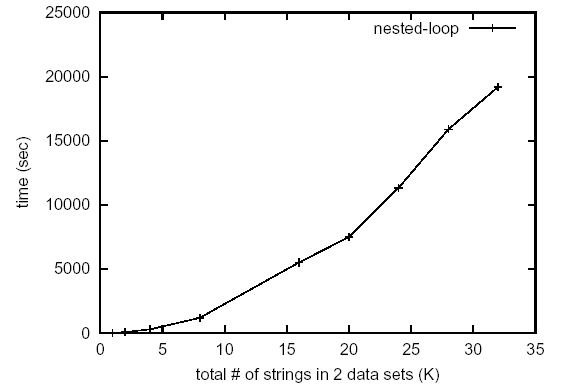 25000
nested-loop
20000
15000
time (sec)
10000
5000
0
0 5 10 15 20 25 30 35
total # of strings in 2 data sets (K)